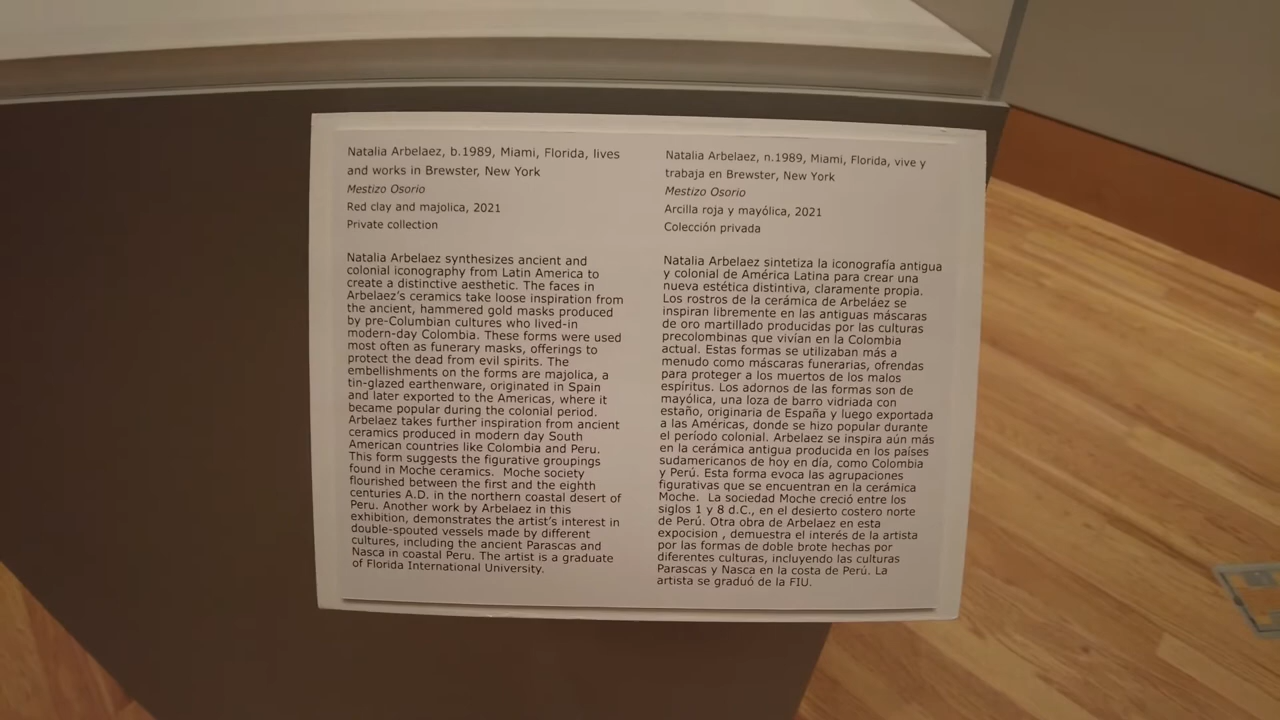 Natalia Arbelaez, b.1989, Miami, Florida, lives
and works in Brewster, New York
Mestizo Osorio
Red clay and majolica, 2021
Private collection
Natalia Arbelaez synthesizes ancient and
colonial iconography from Latin America to
create a distinctive aesthetic. The faces in
Arbelaez's ceramics take loose inspiration from
the ancient, hammered gold masks produced
by pre-Columbian cultures who lived-in
modern-day Colombia. These forms were used
most often as funerary masks, offerings to
protect the dead from evil spirits. The
embellishments on the forms are majolica, a
tin-glazed earthenware, originated in Spain
and later exported to the Americas, where it
became popular during the colonial period.
Arbelaez takes further inspiration from ancient
ceramics produced in modern day South
American countries like Colombia and Peru.
This form suggests the figurative groupings
found in Moche ceramics.  Moche society
flourished between the first and the eighth
centuries A.D. in the northern coastal desert of
Peru. Another work by Arbelaez in this
exhibition, demonstrates the artist's interest in
double-spouted vessels made by different
cultures, including the ancient Parascas and
Nasca in coastal Peru. The artist is a graduate
of Florida International University.
Natalia Arbelaez, n.1989, Miami, Florida, vive y
trabaja en Brewster, New York
Mestizo Osorio
Arcilla roja y mayólica, 2021
Colección privada
Natalia Arbelaez sintetiza la iconografía antigua
y colonial de América Latina para crear una
nueva estética distintiva, claramente propia.
Los rostros de la cerámica de Arbeláez se
inspiran libremente en las antiguas máscaras
de oro martillado producidas por las culturas
precolombinas que vivían en la Colombia
actual. Estas formas se utilizaban más a
menudo como máscaras funerarias, ofrendas
para proteger a los muertos de los malos
espíritus. Los adornos de las formas son de
mayólica, una loza de barro vidriada con
estaño, originaria de España y luego exportada
a las Américas, donde se hizo popular durante
el período colonial. Arbelaez se inspira aún más
en la cerámica antigua producida en los países
sudamericanos de hoy en día, como Colombia
y Perú. Esta forma evoca las agrupaciones
figurativas que se encuentran en la cerámica
Moche.  La sociedad Moche creció entre los
siglos 1 y 8 d.C., en el desierto costero norte
de Perú. Otra obra de Arbelaez en esta
expocision , demuestra el interés de la artista
por las formas de doble brote hechas por
diferentes culturas, incluyendo las culturas
Parascas y Nasca en la costa de Perú. La
artista se graduó de la FIU.